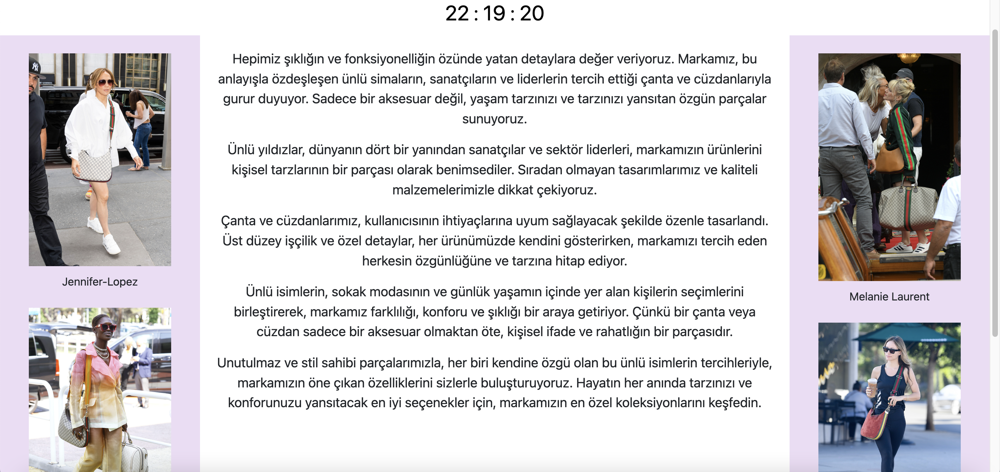 22 : 19 : 20
Hepimiz şıklığın ve fonksiyonelliğin özünde yatan detaylara değer veriyoruz. Markamız, bu
anlayışla özdeşleşen ünlü simaların, sanatçıların ve liderlerin tercih ettiği çanta ve cüzdanlarıyla
gurur duyuyor. Sadece bir aksesuar değil, yaşam tarzınızı ve tarzınızı yansıtan özgün parçalar
sunuyoruz.
Ünlü yıldızlar, dünyanın dört bir yanından sanatçılar ve sektör liderleri, markamızın ürünlerini
kişisel tarzlarının bir parçası olarak benimsediler. Sıradan olmayan tasarımlarımız ve kaliteli
malzemelerimizle dikkat çekiyoruz.
Çanta ve cüzdanlarımız, kullanıcısının ihtiyaçlarına uyum sağlayacak şekilde özenle tasarlandı.
Üst düzey işçilik ve özel detaylar, her ürünümüzde kendini gösterirken, markamızı tercih eden
herkesin özgünlüğüne ve tarzına hitap ediyor.
Ünlü isimlerin, sokak modasının ve günlük yaşamın içinde yer alan kişilerin seçimlerini
birleştirerek, markamız farklılığı, konforu ve şıklığı bir araya getiriyor. Çünkü bir çanta veya
cüzdan sadece bir aksesuar olmaktan öte, kişisel ifade ve rahatlığın bir parçasıdır.
Unutulmaz ve stil sahibi parçalarımızla, her biri kendine özgü olan bu ünlü isimlerin tercihleriyle,
markamızın öne çıkan özelliklerini sizlerle buluşturuyoruz. Hayatın her anında tarzınızı ve
konforunuzu yansıtacak en iyi seçenekler için, markamızın en özel koleksiyonlarını keşfedin.
NY
Jennifer-Lopez
Melanie Laurent